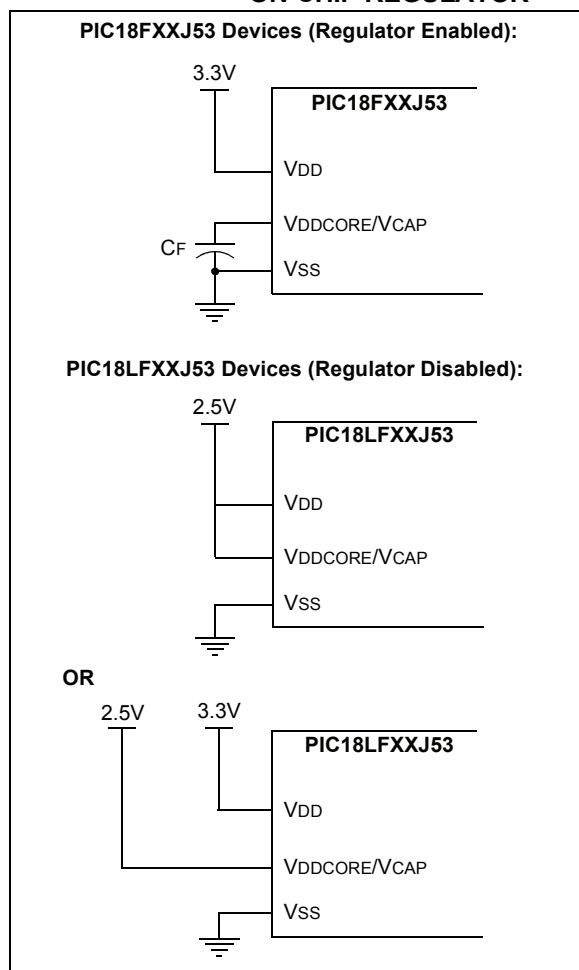 ON-CHIP REGULATOR
PIC18FXXJ53 Devices (Regulator Enabled):
3.3V
PIC18FXXJ53
VDD
VDDCORE/VCAP
CF
VSS
PIC18LFXXJ53 Devices (Regulator Disabled):
2.5V
PIC18LFXXJ53
VDD
VDDCORE/VCAP
VSS
OR
2.5V 3.3V
PIC18LFXXJ53
VDD
VDDCORE/VCAP
VSS